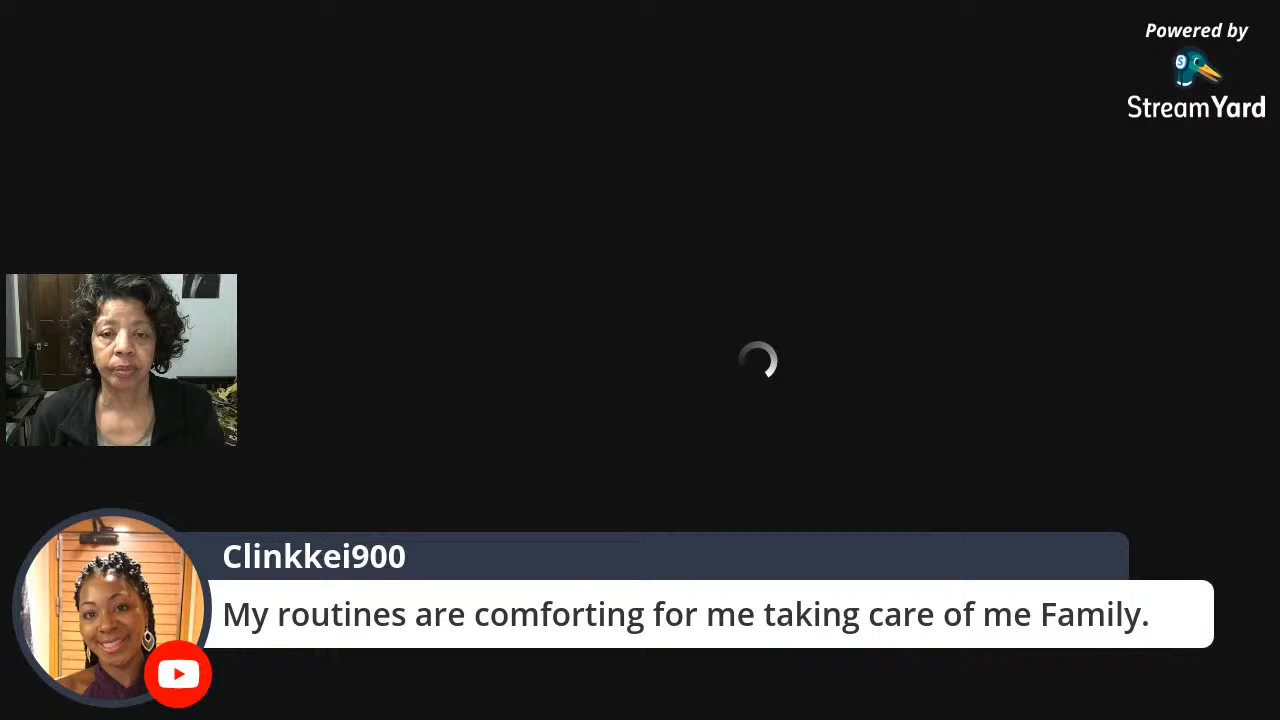 Powered by
StreamYard
Clinkkei900
My routines are comforting for me taking care of me Family.